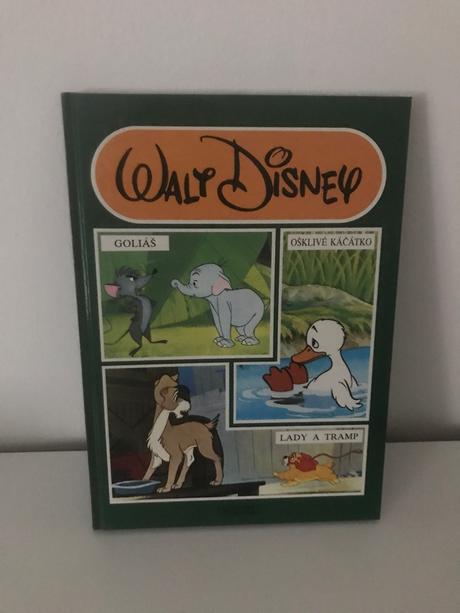 WALT DISNEY
GOLIÁŠ
OŠKLIVÉ KÁČÁTKO
LADY A TRAMP